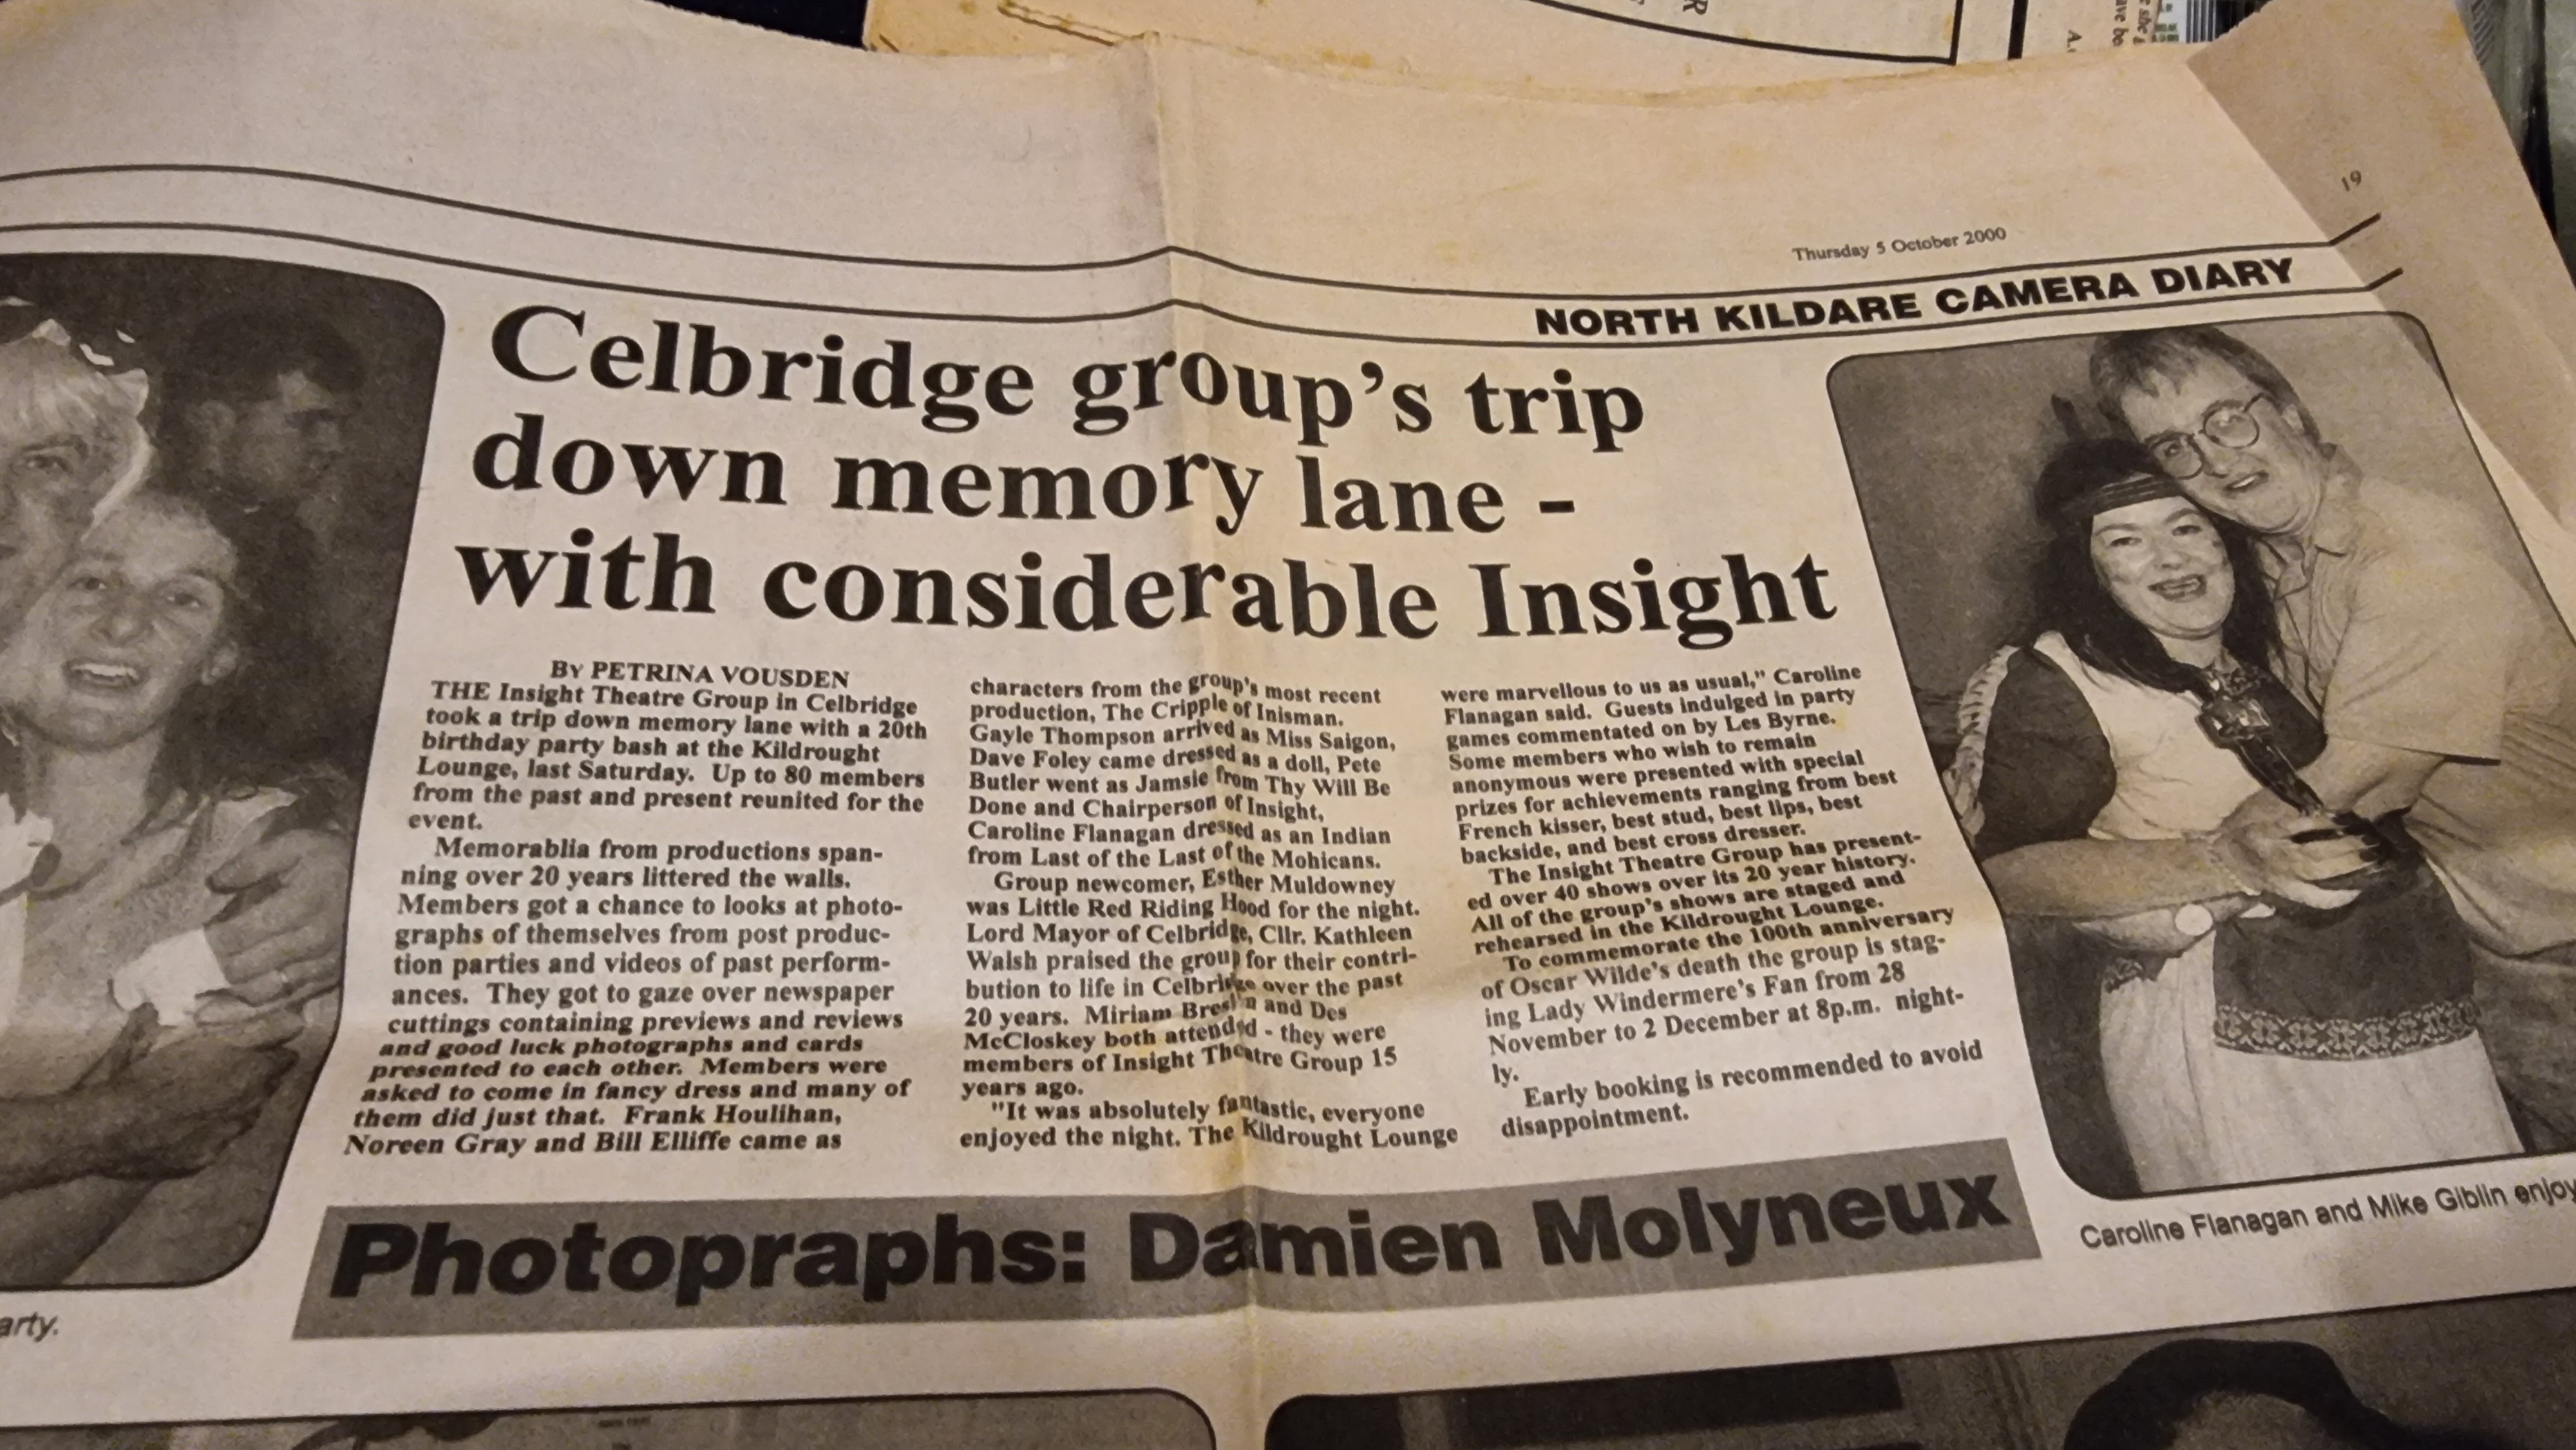 19
Thursday 5 October 2000
NORTH KILDARE CAMERA DIARY
Celbridge group's trip
down memory lane -
with considerable Insight
BY PETRINA VOUSDEN
THE Insight Theatre Group in Celbridge
took a trip down memory lane with a 20th
birthday party bash at the Kildrought
Lounge, last Saturday. Up to 80 members
from the past and present reunited for the
event.
Memorablia from productions span-
ning over 20 years littered the walls.
Members got a chance to looks at photo-
graphs of themselves from post produc-
tion parties and videos of past perform-
ances. They got to gaze over newspaper
cuttings containing previews and reviews
and good luck photographs and cards
presented to each other. Members were
asked to come in fancy dress and many of
them did just that. Frank Houlihan,
Noreen Gray and Bill Elliffe came as
characters from the group's most recent
production, The Cripple of Inisman.
Gayle Thompson arrived as Miss Saigon,
Dave Foley came dressed as a doll, Pete
Butler went as Jamsie from Thy Will Be
Done and Chairperson of Insight,
Caroline Flanagan dressed as an Indian
from Last of the Last of the Mohicans.
Group newcomer, Esther Muldowney
was Little Red Riding Hood for the night.
Lord Mayor of Celbridge, Cllr. Kathleen
Walsh praised the group for their contri-
bution to life in Celbridge over the past
20 years. Miriam Breslin and Des
McCloskey both attended - they were
members of Insight Theatre Group 15
years ago.
"It was absolutely fantastic, everyone
enjoyed the night. The Kildrought Lounge
were marvellous to us as usual," Caroline
Flanagan said. Guests indulged in party
games commentated on by Les Byrne.
Some members who wish to remain
anonymous were presented with special
prizes for achievements ranging from best
French kisser, best stud, best lips, best
backside, and best cross dresser.
The Insight Theatre Group has present-
ed over 40 shows over its 20 year history.
All of the group's shows are staged and
rehearsed in the Kildrought Lounge.
To commemorate the 100th anniversary
of Oscar Wilde's death the group is stag-
ing Lady Windermere's Fan from 28
November to 2 December at 8p.m. night-
ly.
Early booking is recommended to avoid
disappointment.
Photopraphs: Damien Molyneux
Caroline Flanagan and Mike Giblin enjoy
arty.